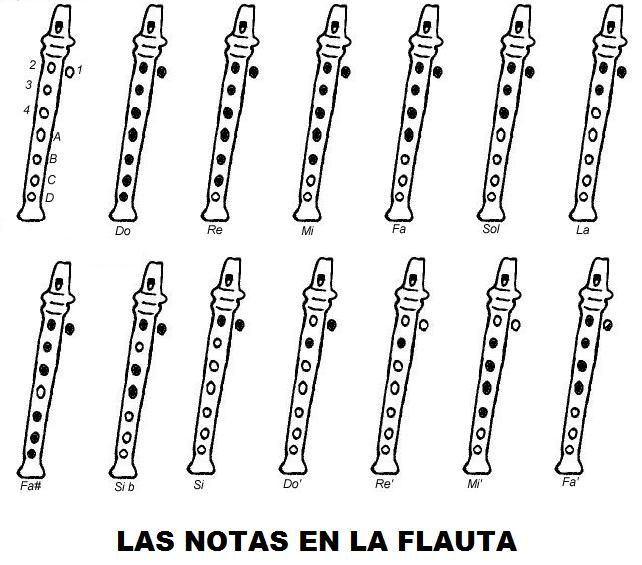 2 1
3
4
A
B
C
D
Do Re Mi Fa Sol La
Fa# Si b Si Do' Re' Mi' Fa'
LAS NOTAS EN LA FLAUTA